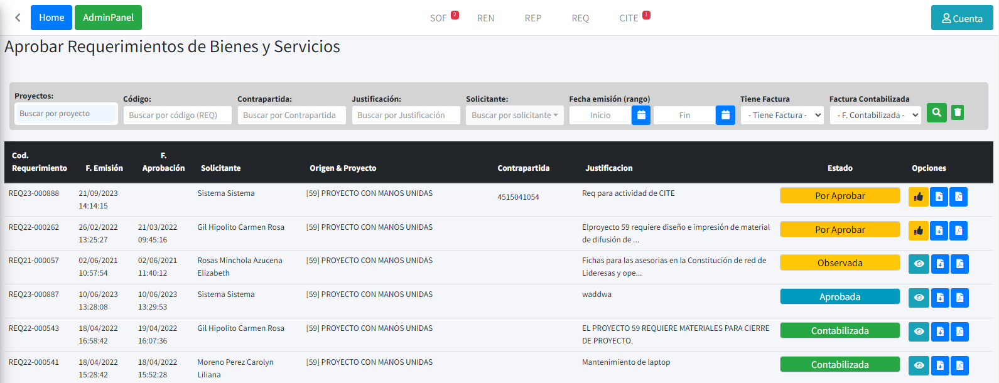 Home AdminPanel SOF 2 REN REP REQ CITE 1 Cuenta
Aprobar Requerimientos de Bienes y Servicios
Proyectos: Código: Contrapartida: Justificación: Solicitante: Fecha emisión (rango) Tiene Factura Factura Contabilizada
Buscar por proyecto Buscar por código (REQ) Buscar por Contrapartida Buscar por Justificación Buscar por solicitante Inicio Fin - Tiene Factura - - F. Contabilizada -
Cod. F.
Requerimiento F. Emisión Aprobación Solicitante Origen & Proyecto Contrapartida Justificacion Estado Opciones
REQ23-000888 21/09/2023 Sistema Sistema [59] PROYECTO CON MANOS UNIDAS 4515041054 Req para actividad de CITE Por Aprobar
14:14:15
REQ22-000262 26/02/2022 21/03/2022 Gil Hipolito Carmen Rosa [59] PROYECTO CON MANOS UNIDAS Elproyecto 59 requiere diseño e impresión de material Por Aprobar
13:25:27 09:45:16 de difusión de ...
REQ21-000057 02/06/2021 02/06/2021 Rosas Minchola Azucena [59] PROYECTO CON MANOS UNIDAS Fichas para las asesorias en la Constitución de red de Observada
10:57:54 11:40:12 Elizabeth Lideresas y ope...
REQ23-000887 10/06/2023 10/06/2023 Sistema Sistema [59] PROYECTO CON MANOS UNIDAS waddwa Aprobada
13:28:08 13:29:53
REQ22-000543 18/04/2022 19/04/2022 Gil Hipolito Carmen Rosa [59] PROYECTO CON MANOS UNIDAS EL PROYECTO 59 REQUIERE MATERIALES PARA CIERRE Contabilizada
16:58:42 16:07:36 DE PROYECTO.
REQ22-000541 18/04/2022 18/04/2022 Moreno Perez Carolyn [59] PROYECTO CON MANOS UNIDAS Mantenimiento de laptop Contabilizada
15:28:42 15:52:28 Liliana